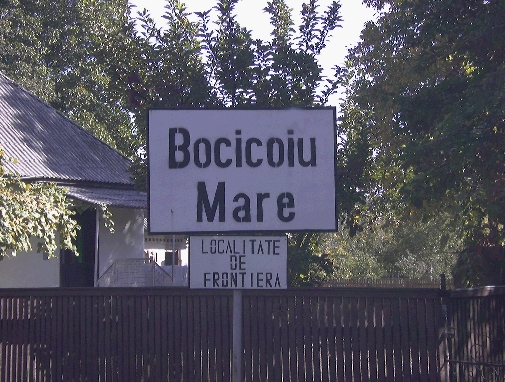 Bocicoiu
Mare
LOCALITATE
DE
FRONTIERA